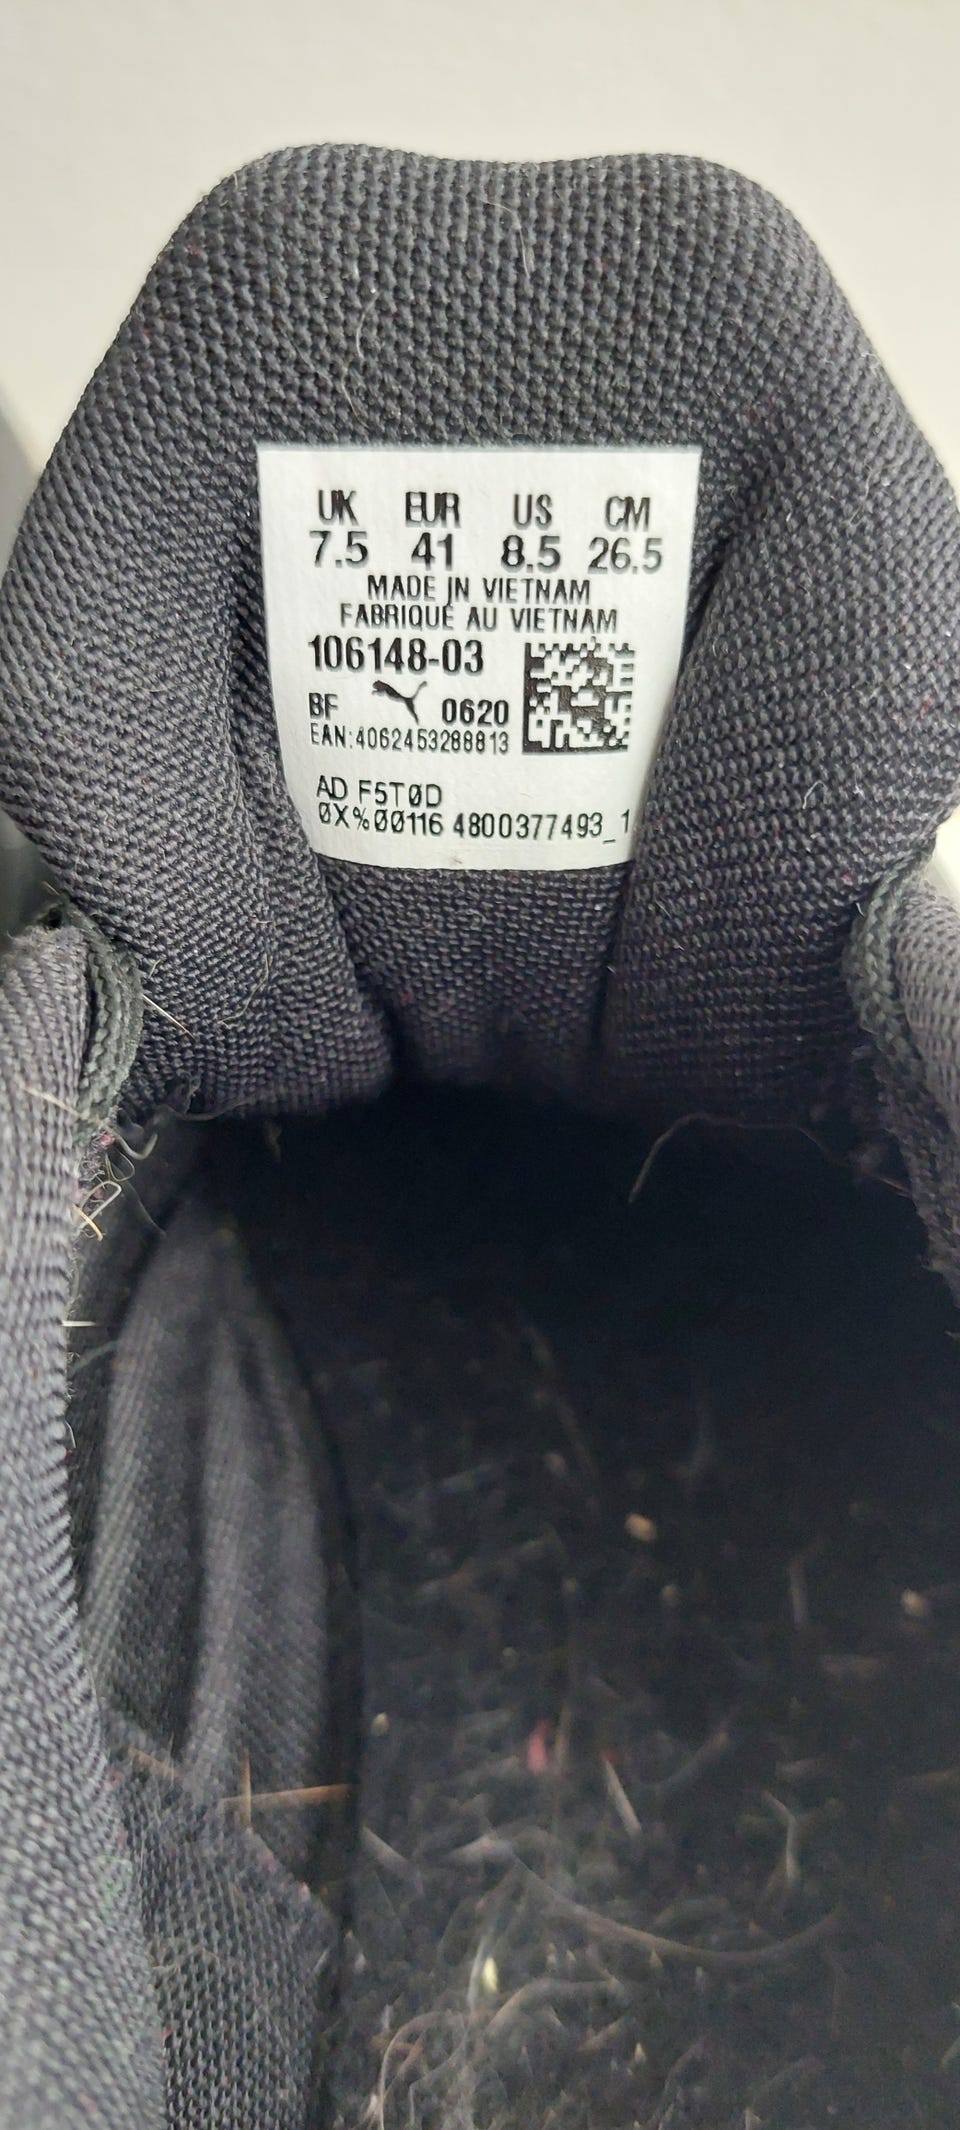 UK EUR US CM
7.5 41 8.5 26.5
MADE IN VIETNAM
FABRIQUÉ AU VIETNAM
106148-03
BF 0620
EAN:4062453288813
AD F5T0D
0X%00116 4800377493_1